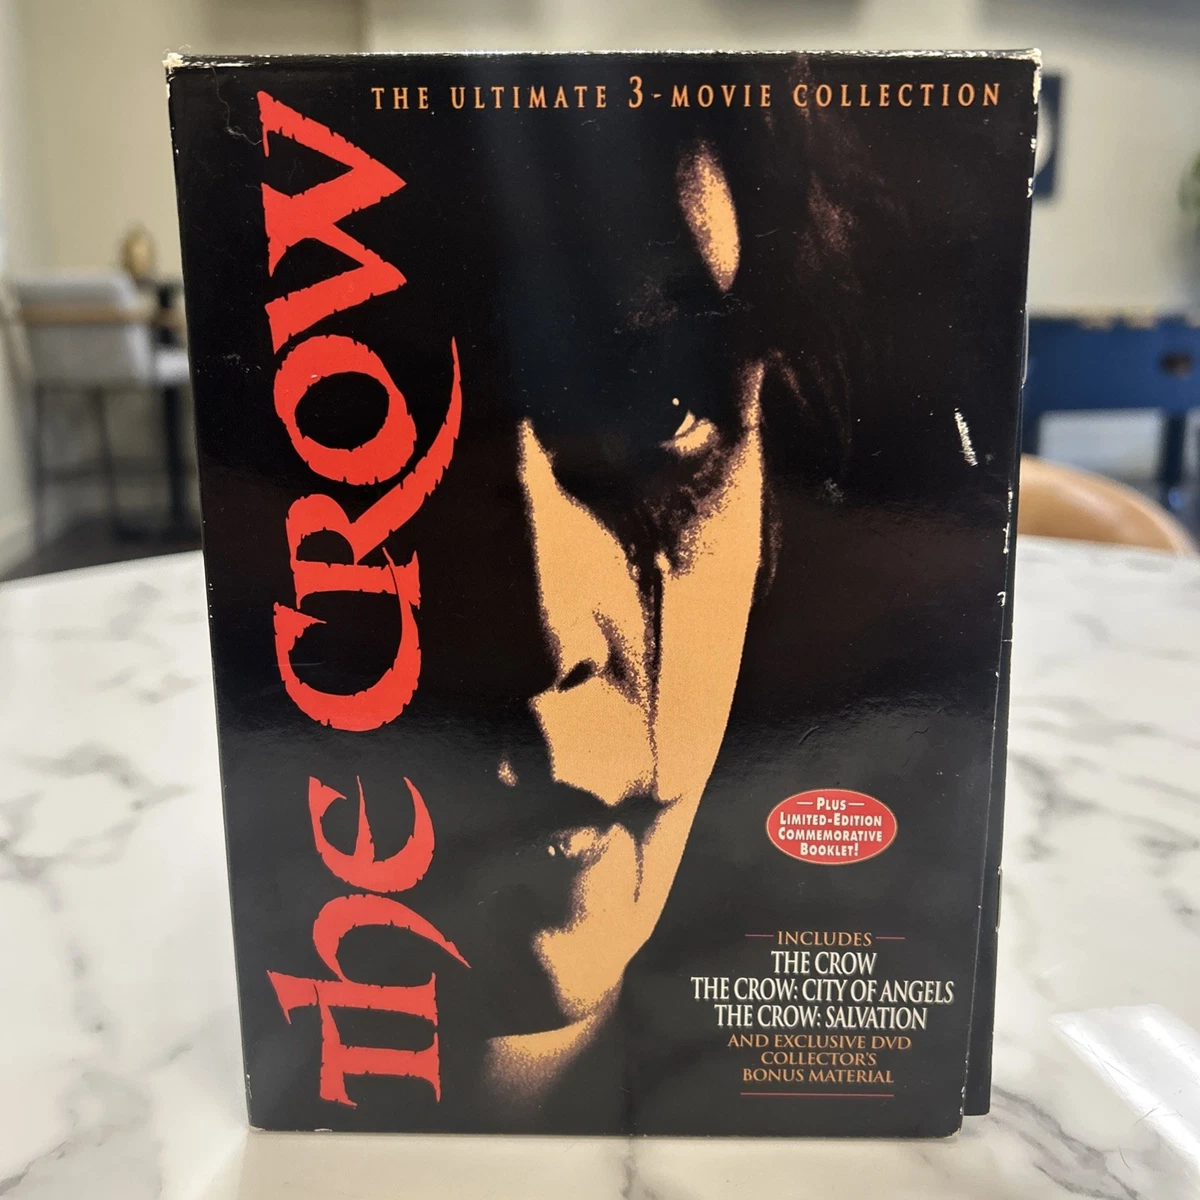 THE ULTIMATE 3-MOVIE COLLECTION
THE CROW
PLUS
LIMITED-EDITION
COMMEMORATIVE
BOOKLET!
INCLUDES
THE CROW
THE CROW: CITY OF ANGELS
THE CROW: SALVATION
AND EXCLUSIVE DVD
COLLECTOR'S
BONUS MATERIAL